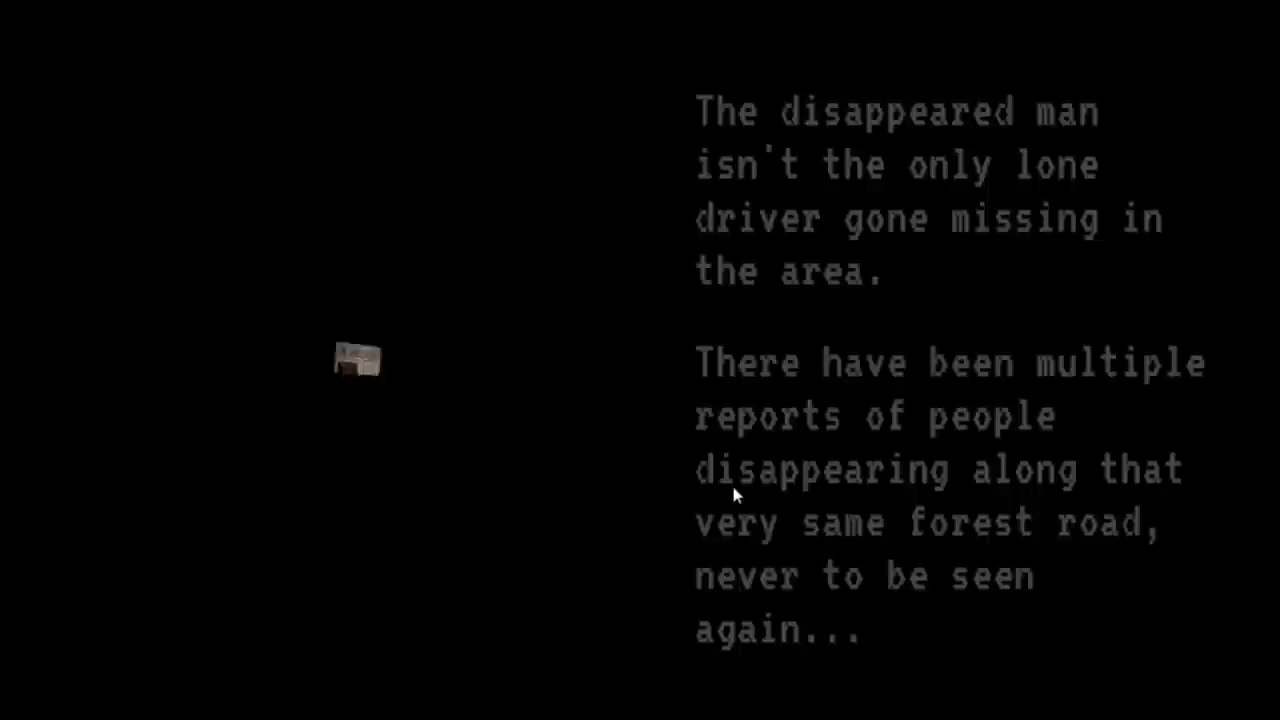 The disappeared man
isn't the only lone
driver gone missing in
the area.
There have been multiple
reports of people
disappearing along that
very same forest road,
never to be seen
again...